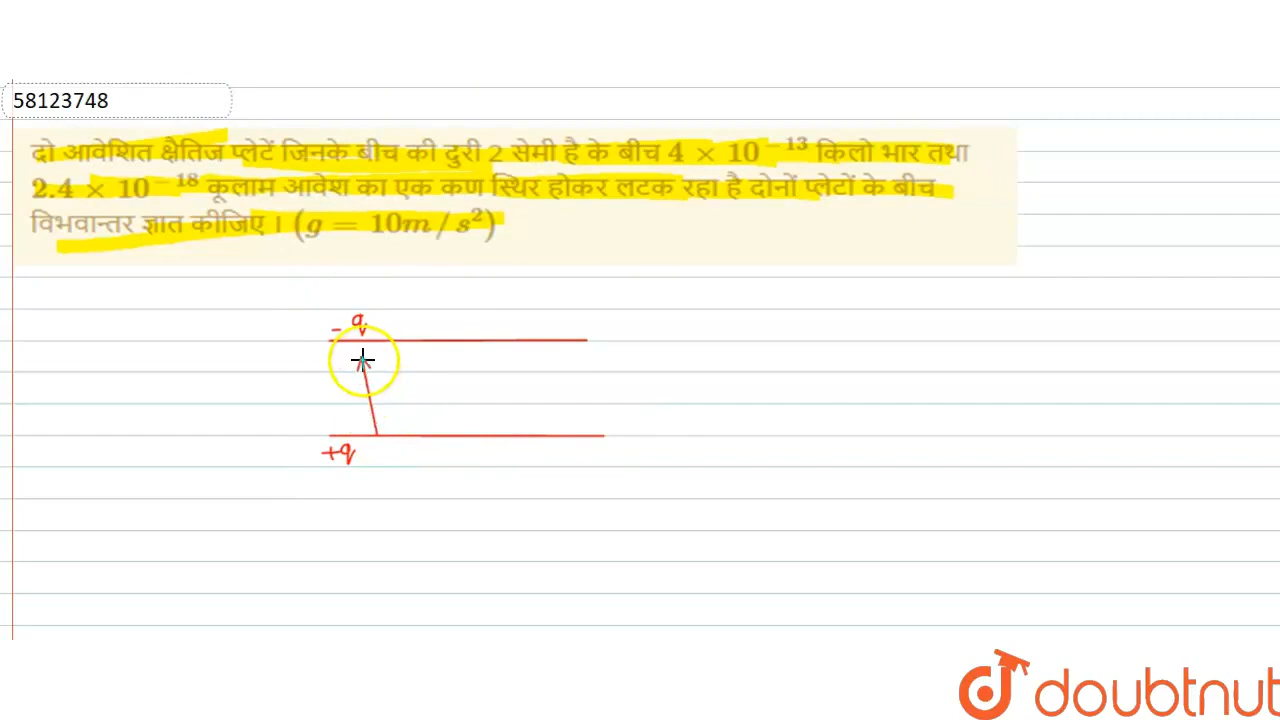 58123748
दो आवेशित क्षैतिज प्लेटें जिनके बीच की दुरी 2 सेमी है के बीच 4 × 10⁻¹³ किलो भार तथा
2.4 × 10⁻¹⁸ कूलाम आवेश का एक कण स्थिर होकर लटक रहा है दोनों प्लेटों के बीच
विभवान्तर ज्ञात कीजिए । (g = 10m/s²)
- q
+q
doubtnut